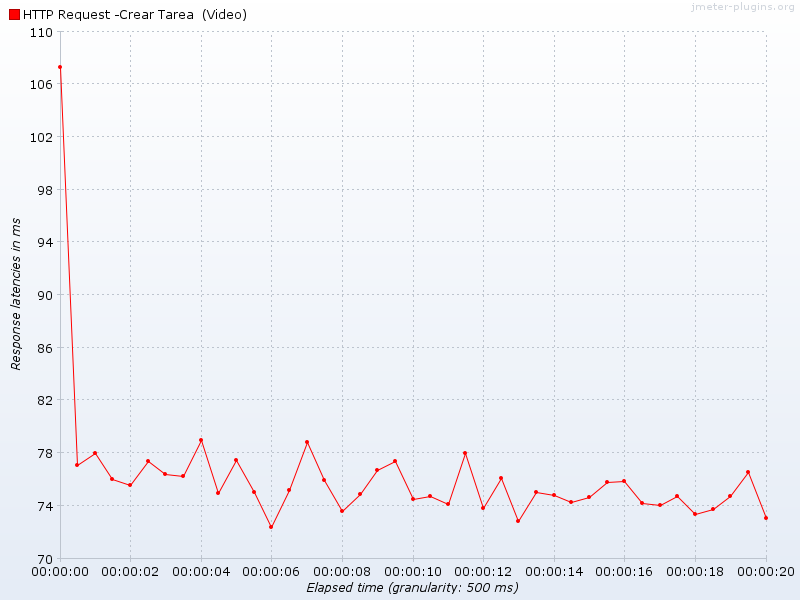 jmeter-plugins.org
HTTP Request -Crear Tarea  (Video)
110
106
102
98
94
90
86
82
78
74
70
Response latencies in ms
00:00:00 00:00:02 00:00:04 00:00:06 00:00:08 00:00:10 00:00:12 00:00:14 00:00:16 00:00:18 00:00:20
Elapsed time (granularity: 500 ms)